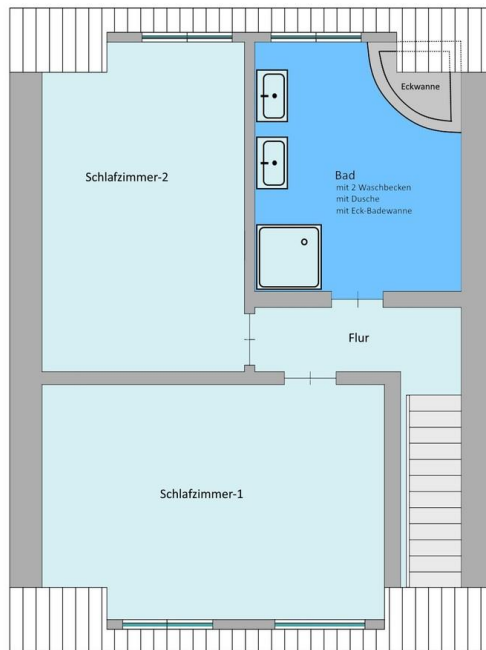 Eckwanne
Schlafzimmer-2
Bad
mit 2 Waschbecken
mit Dusche
mit Eck-Badewanne
Flur
Schlafzimmer-1